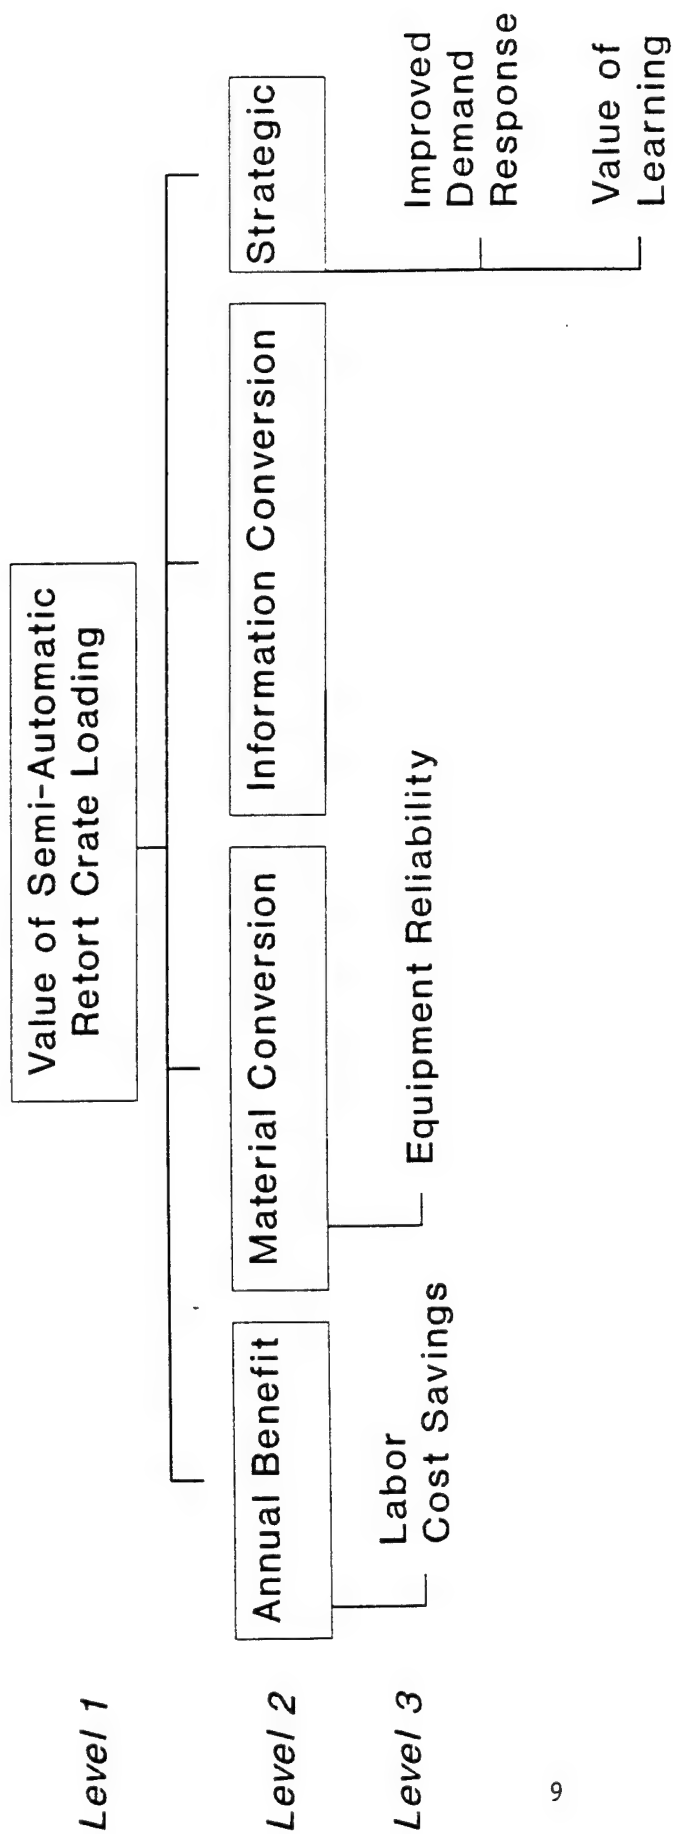 Level 1
Value of Semi-Automatic
Retort Crate Loading
Level 2
Annual Benefit
Material Conversion
Information Conversion
Strategic
Level 3
Labor
Cost Savings
Equipment Reliability
Improved
Demand
Response
Value of
Learning
9